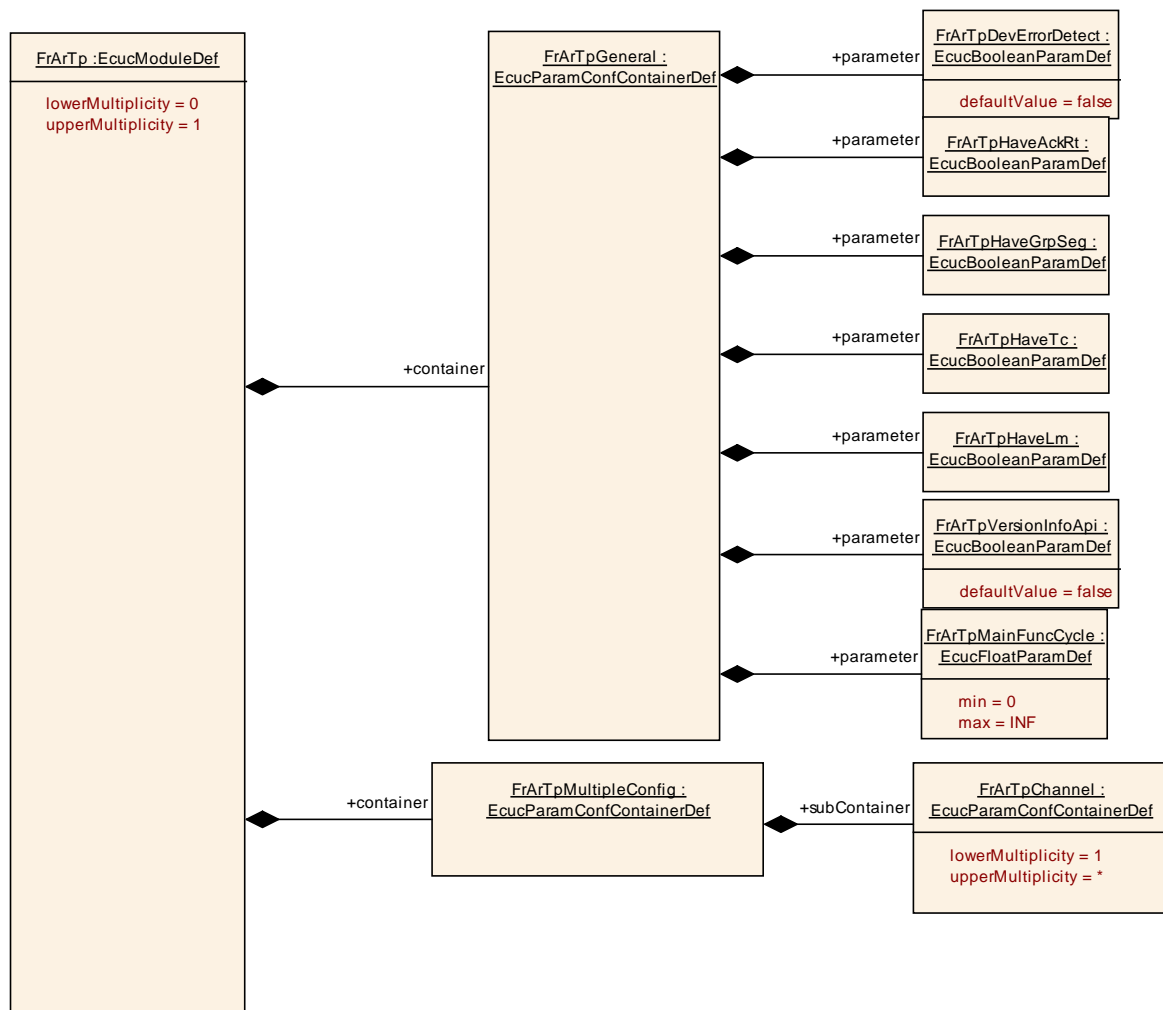 FrArTp :EcucModuleDef
lowerMultiplicity = 0
upperMultiplicity = 1
+container
FrArTpGeneral :
EcucParamConfContainerDef
+parameter
FrArTpDevErrorDetect :
EcucBooleanParamDef
defaultValue = false
+parameter
FrArTpHaveAckRt :
EcucBooleanParamDef
+parameter
FrArTpHaveGrpSeg :
EcucBooleanParamDef
+parameter
FrArTpHaveTc :
EcucBooleanParamDef
+parameter
FrArTpHaveLm :
EcucBooleanParamDef
+parameter
FrArTpVersionInfoApi :
EcucBooleanParamDef
defaultValue = false
+parameter
FrArTpMainFuncCycle :
EcucFloatParamDef
min = 0
max = INF
+container
FrArTpMultipleConfig :
EcucParamConfContainerDef
+subContainer
FrArTpChannel :
EcucParamConfContainerDef
lowerMultiplicity = 1
upperMultiplicity = *